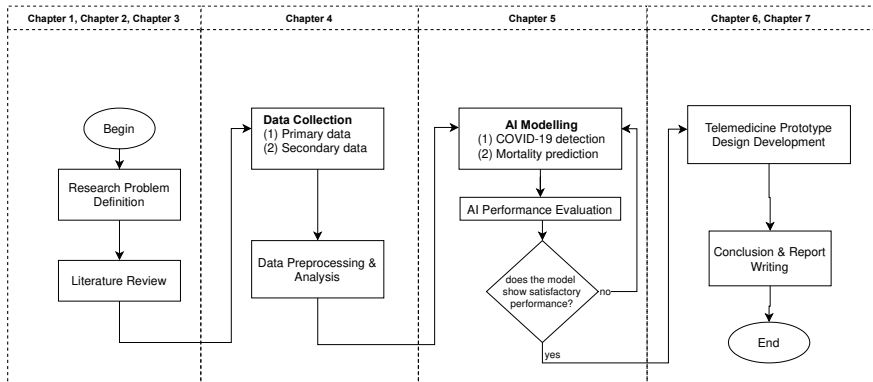 Chapter 1, Chapter 2, Chapter 3
Chapter 4
Chapter 5
Chapter 6, Chapter 7
Begin
Research Problem
Definition
Literature Review
Data Collection
(1) Primary data
(2) Secondary data
Data Preprocessing &
Analysis
AI Modelling
(1) COVID-19 detection
(2) Mortality prediction
AI Performance Evaluation
does the model
show satisfactory
performance?
no
yes
Telemedicine Prototype
Design Development
Conclusion & Report
Writing
End